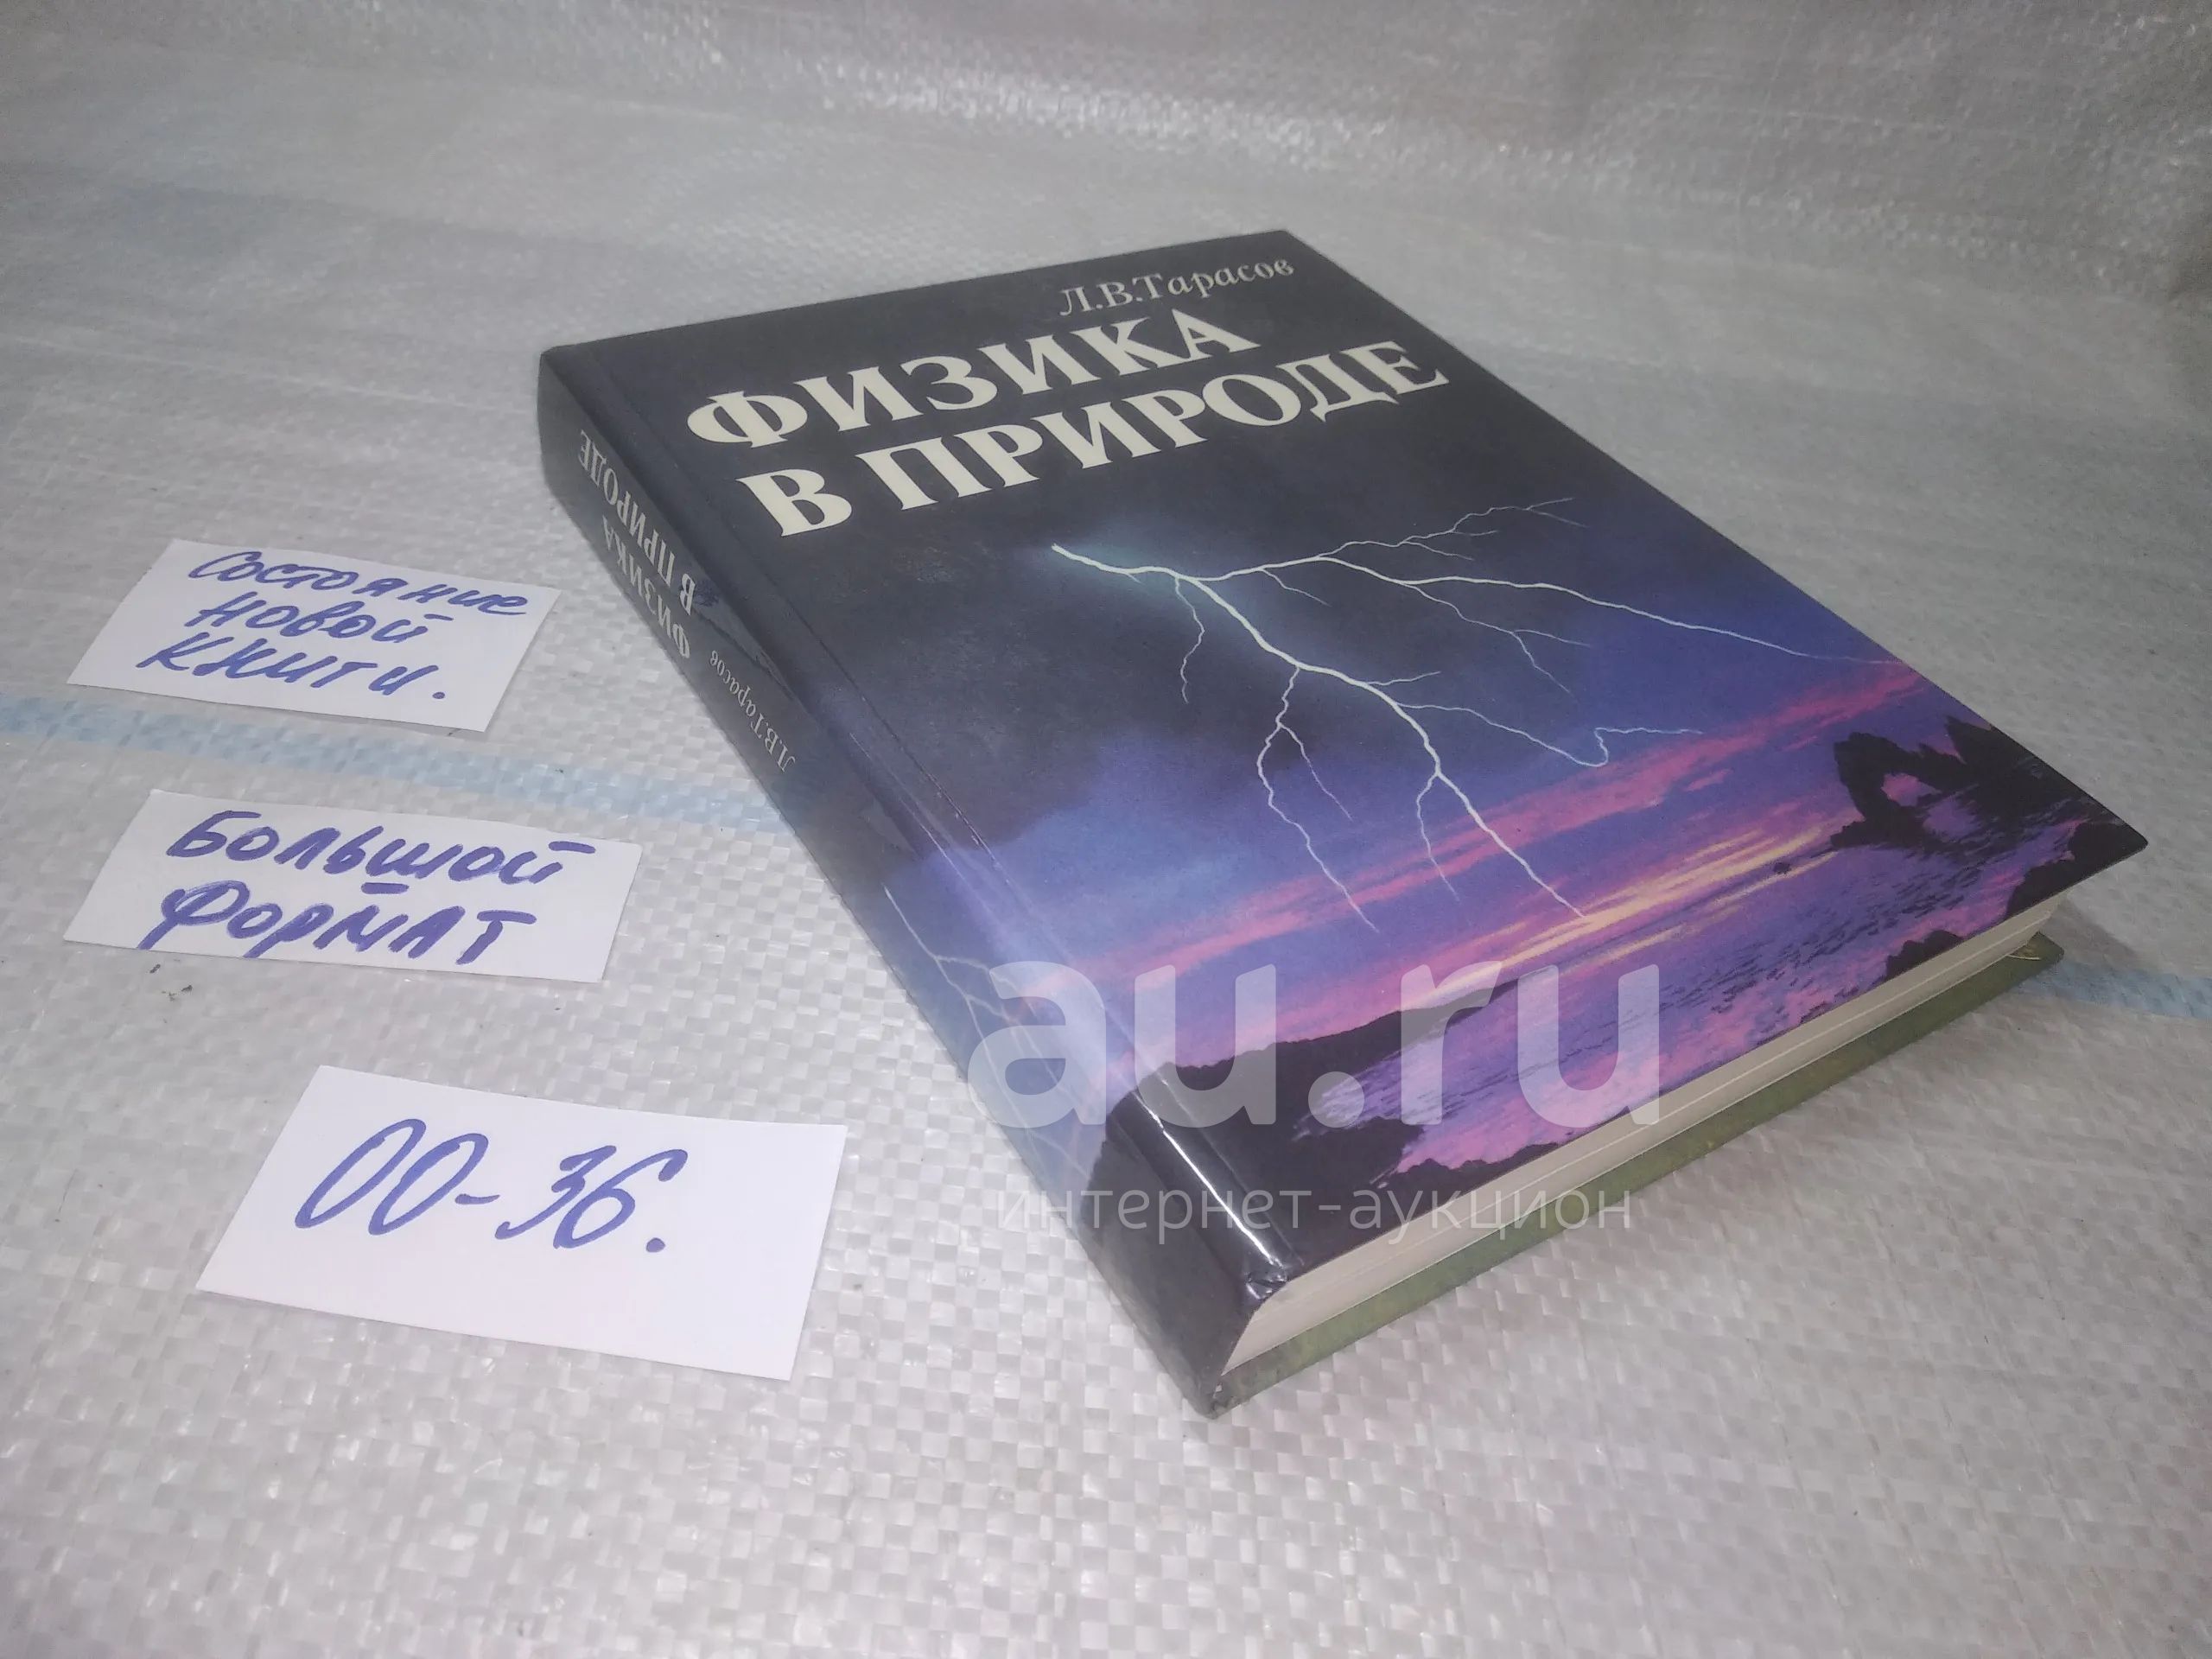 Л.В.Тарасов
ФИЗИКА
В ПРИРОДЕ
Л.В.Тарасов
ФИЗИКА
В ПРИРОДЕ
Состояние
новой
книги.
Большой
формат
00-36.
au.ru
интернет-аукцион